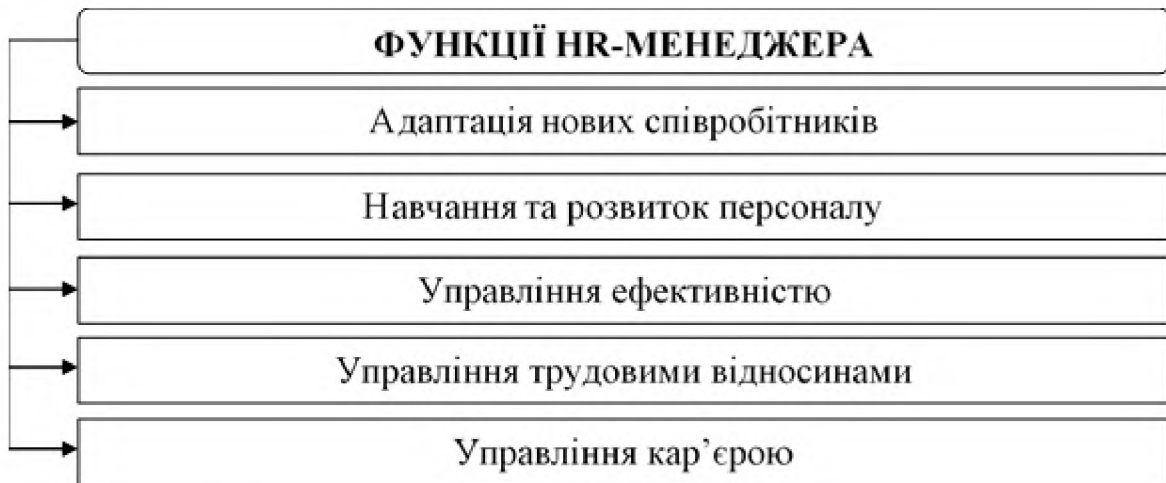 ФУНКЦІЇ HR-МЕНЕДЖЕРА
Адаптація нових співробітників
Навчання та розвиток персоналу
Управління ефективністю
Управління трудовими відносинами
Управління кар’єрою